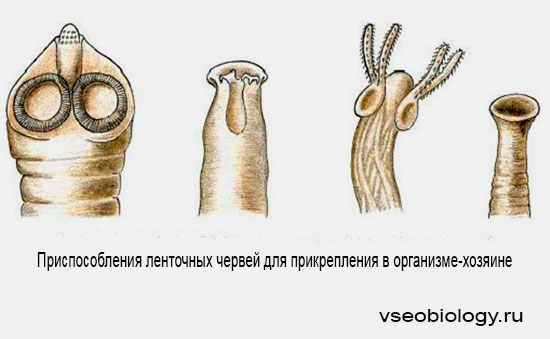 Приспособления ленточных червей для прикрепления в организме-хозяине
vseobiology.ru